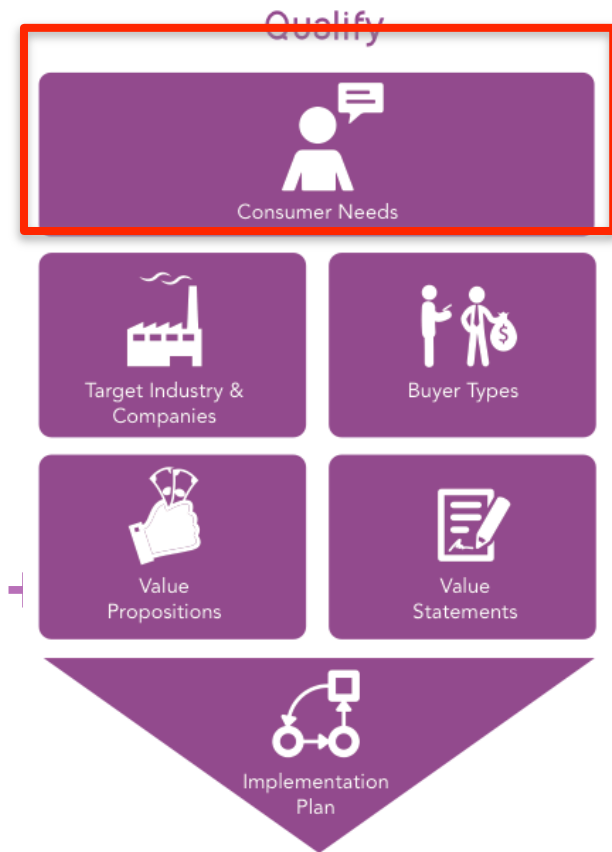 Qualify
Consumer Needs
Target Industry &
Companies
Buyer Types
$
Value
Propositions
Value
Statements
Implementation
Plan